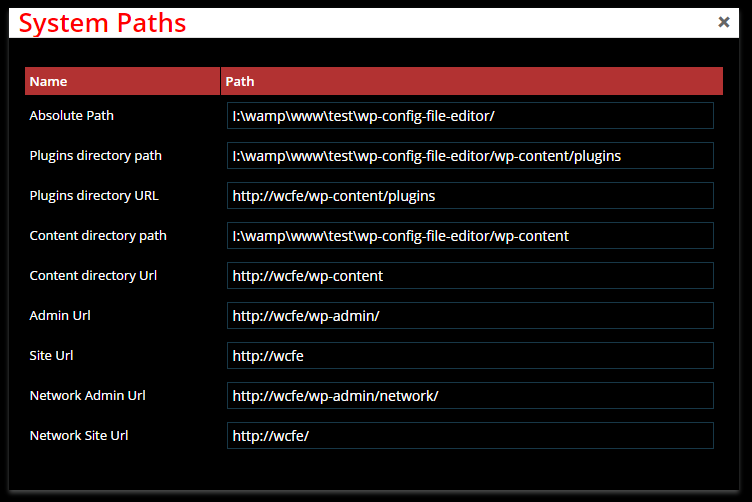 System Paths
Name Path
Absolute Path I:\wamp\www\test\wp-config-file-editor/
Plugins directory path I:\wamp\www\test\wp-config-file-editor/wp-content/plugins
Plugins directory URL http://wcfe/wp-content/plugins
Content directory path I:\wamp\www\test\wp-config-file-editor/wp-content
Content directory Url http://wcfe/wp-content
Admin Url http://wcfe/wp-admin/
Site Url http://wcfe
Network Admin Url http://wcfe/wp-admin/network/
Network Site Url http://wcfe/